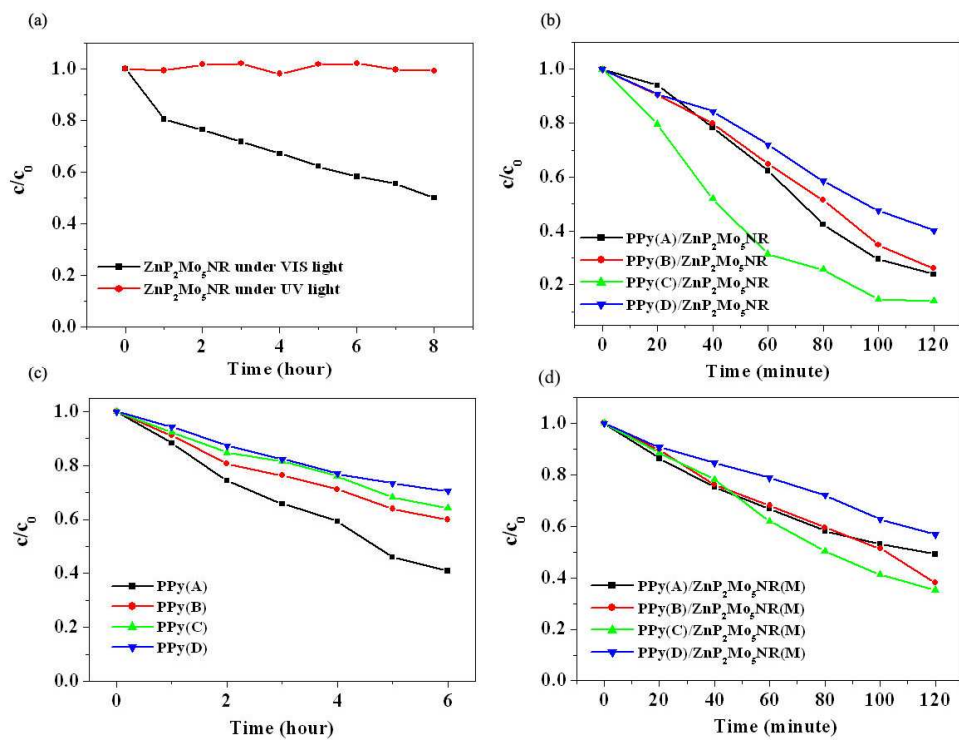 (a)
c/c₀
1.0
0.8
0.6
0.4
0.2
0.0
ZnP₂Mo₅NR under VIS light
ZnP₂Mo₅NR under UV light
0 2 4 6 8
Time (hour)
(b)
c/c₀
1.0
0.8
0.6
0.4
0.2
PPy(A)/ZnP₂Mo₅NR
PPy(B)/ZnP₂Mo₅NR
PPy(C)/ZnP₂Mo₅NR
PPy(D)/ZnP₂Mo₅NR
0 20 40 60 80 100 120
Time (minute)
(c)
c/c₀
1.0
0.8
0.6
0.4
0.2
0.0
PPy(A)
PPy(B)
PPy(C)
PPy(D)
0 2 4 6
Time (hour)
(d)
c/c₀
1.0
0.8
0.6
0.4
0.2
0.0
PPy(A)/ZnP₂Mo₅NR(M)
PPy(B)/ZnP₂Mo₅NR(M)
PPy(C)/ZnP₂Mo₅NR(M)
PPy(D)/ZnP₂Mo₅NR(M)
0 20 40 60 80 100 120
Time (minute)